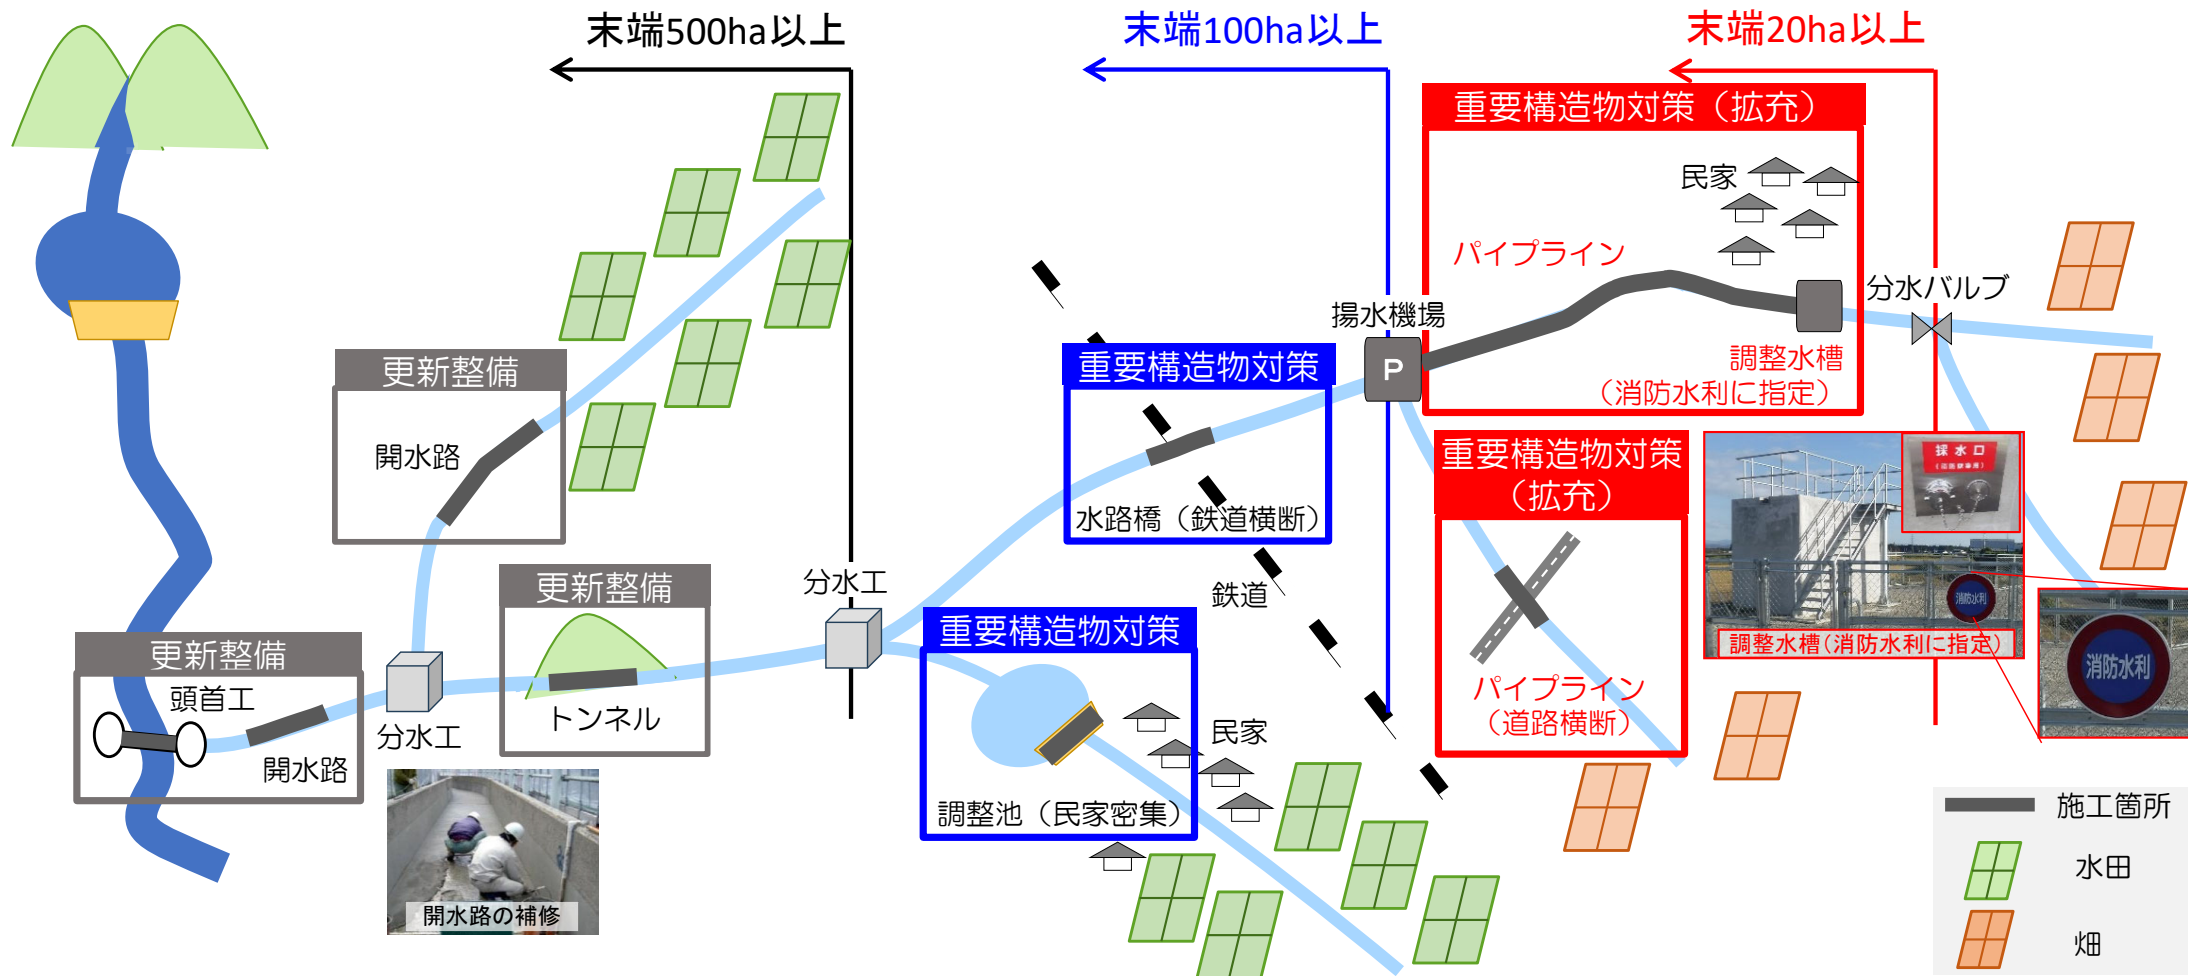 末端500ha以上
末端100ha以上
末端20ha以上
重要構造物対策（拡充）
民家
パイプライン
分水バルブ
揚水機場
P
調整水槽
（消防水利に指定）
更新整備
開水路
重要構造物対策
水路橋（鉄道横断）
重要構造物対策
（拡充）
パイプライン
（道路横断）
採水口
調整水槽(消防水利に指定)
消防水利
消防水利
鉄道
分水工
更新整備
トンネル
更新整備
頭首工
開水路
分水工
開水路の補修
重要構造物対策
調整池（民家密集）
民家
施工箇所
水田
畑